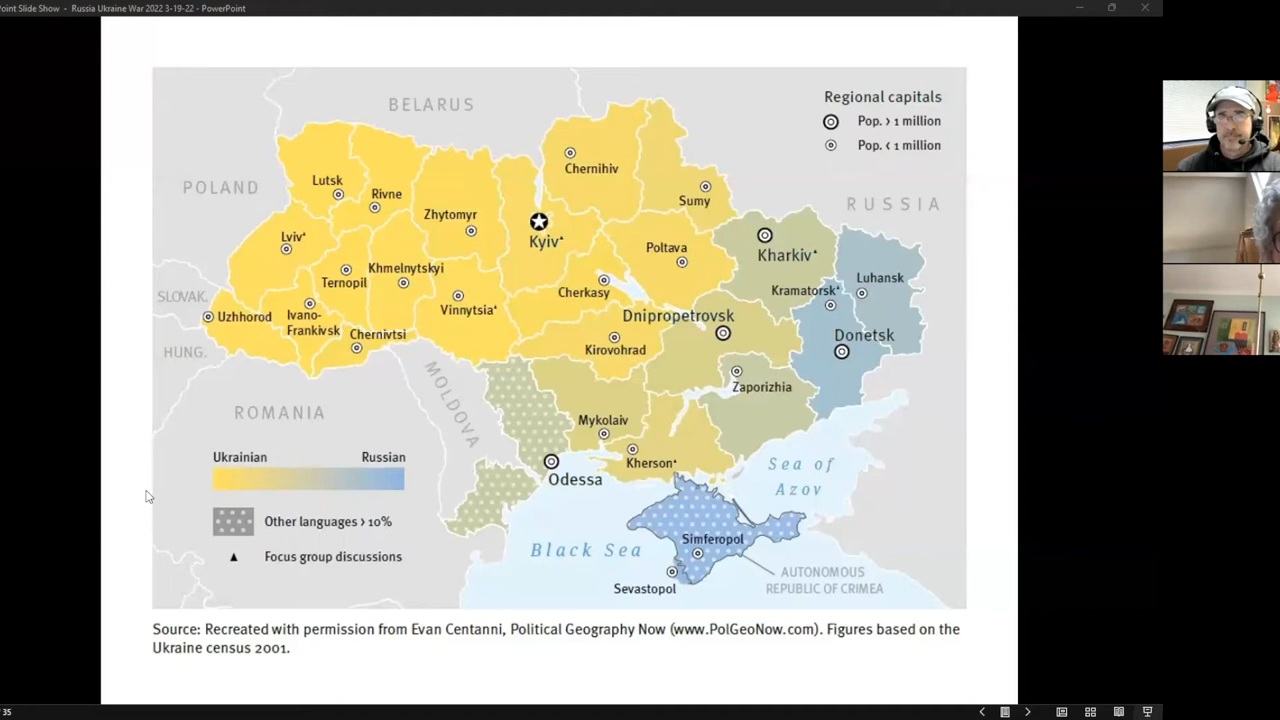 oint Slide Show - Russia Ukraine War 2022 3-19-22 - PowerPoint
BELARUS
Regional capitals
Pop. > 1 million
Pop. < 1 million
Chernihiv
POLAND
Lutsk
Rivne
Sumy
RUSSIA
Zhytomyr
Lviv
Kyiv
Poltava
Kharkiv
Ternopil
Khmelnytskyi
Cherkasy
Kramatorsk
Luhansk
SLOVAK.
Uzhhorod
Ivano-
Frankivsk
Vinnytsia
Dnipropetrovsk
Chernivtsi
Kirovohrad
Donetsk
HUNG.
Zaporizhia
MOLDOVA
ROMANIA
Mykolaiv
Kherson
Odessa
Sea of
Azov
Ukrainian Russian
Other languages > 10%
Focus group discussions
Black Sea
Simferopol
Sevastopol
AUTONOMOUS
REPUBLIC OF CRIMEA
Source: Recreated with permission from Evan Centanni, Political Geography Now (www.PolGeoNow.com). Figures based on the
Ukraine census 2001.
35